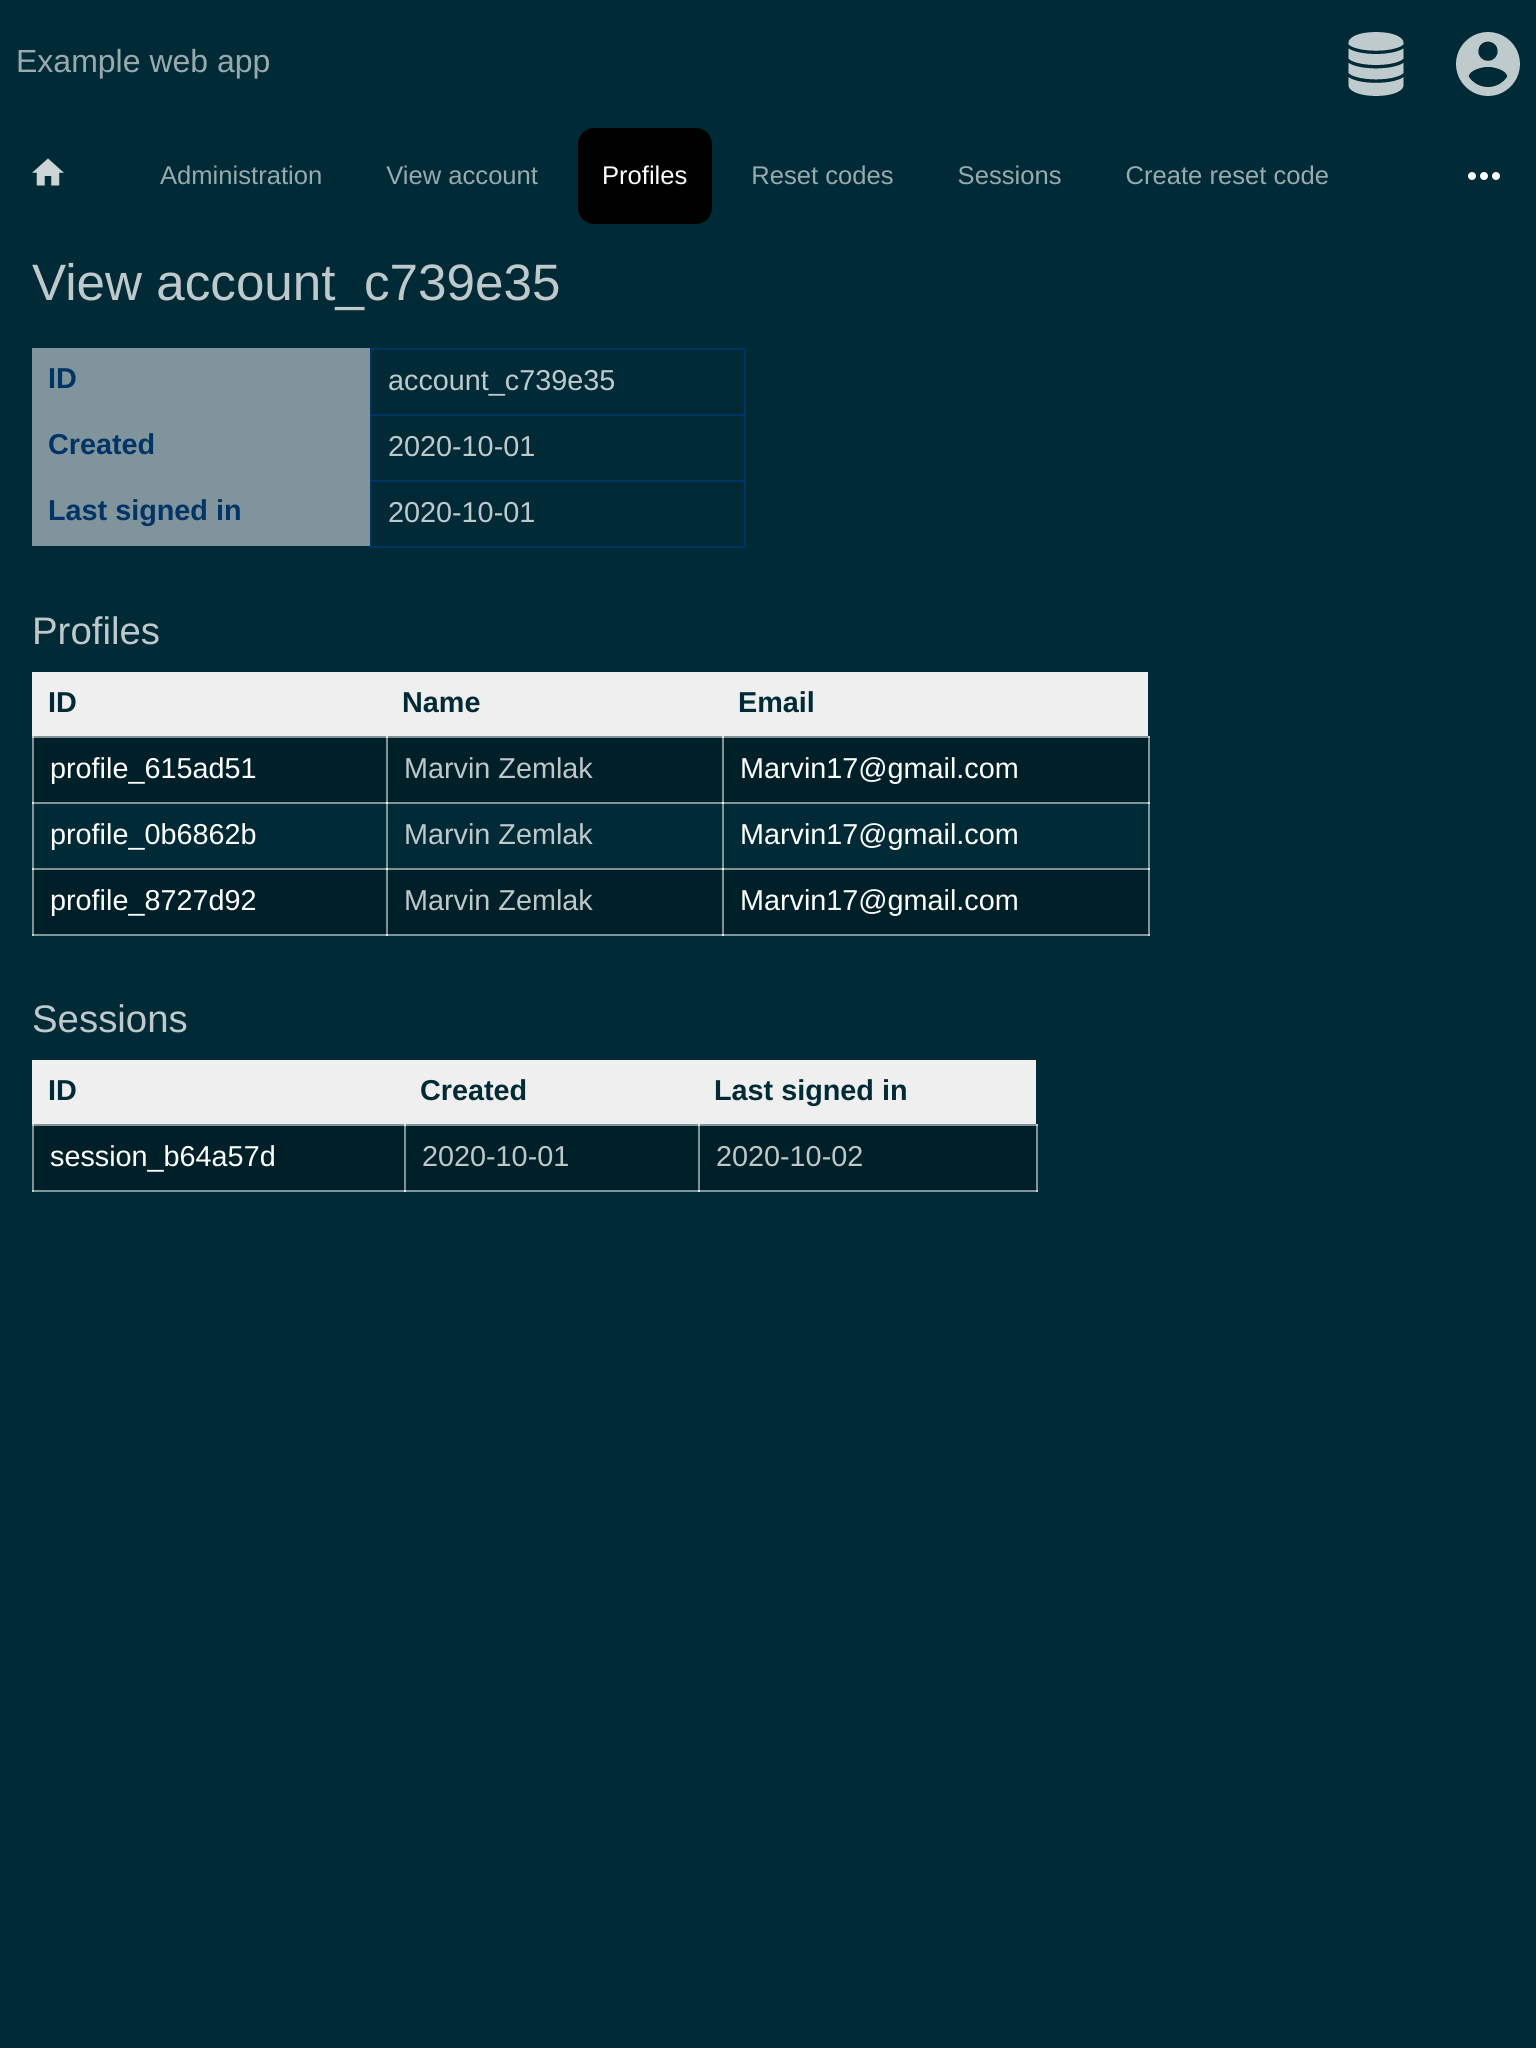 Example web app
Administration View account Profiles Reset codes Sessions Create reset code
View account_c739e35
ID account_c739e35
Created 2020-10-01
Last signed in 2020-10-01
Profiles
ID Name Email
profile_615ad51 Marvin Zemlak Marvin17@gmail.com
profile_0b6862b Marvin Zemlak Marvin17@gmail.com
profile_8727d92 Marvin Zemlak Marvin17@gmail.com
Sessions
ID Created Last signed in
session_b64a57d 2020-10-01 2020-10-02